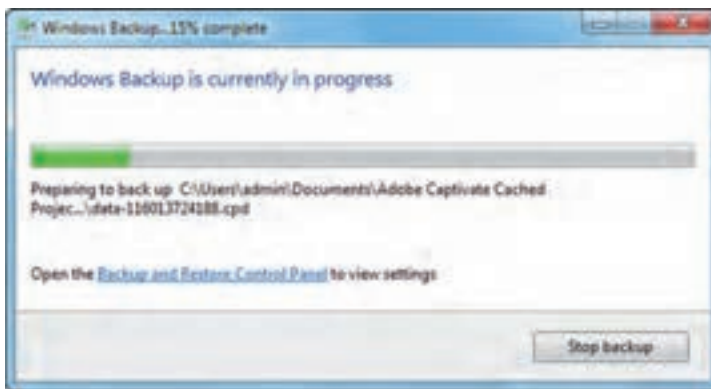 Windows Backup...15% complete
Windows Backup is currently in progress
Preparing to back up C:\Users\admin\Documents\Adobe Captivate Cached
Projec...\data-116013724188.cpd
Open the Backup and Restore Control Panel to view settings
Stop backup